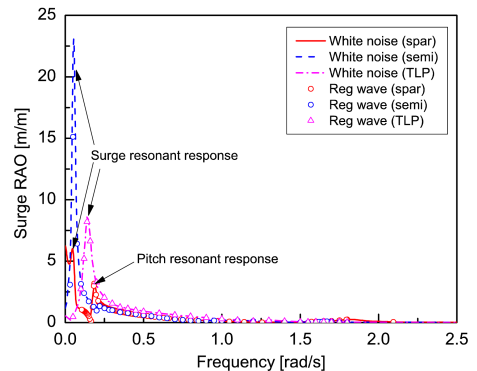 25
20
15
10
5
0
0.0
0.5
1.0
1.5
2.0
2.5
Surge RAO [m/m]
Frequency [rad/s]
White noise (spar)
White noise (semi)
White noise (TLP)
Reg wave (spar)
Reg wave (semi)
Reg wave (TLP)
Surge resonant response
Pitch resonant response